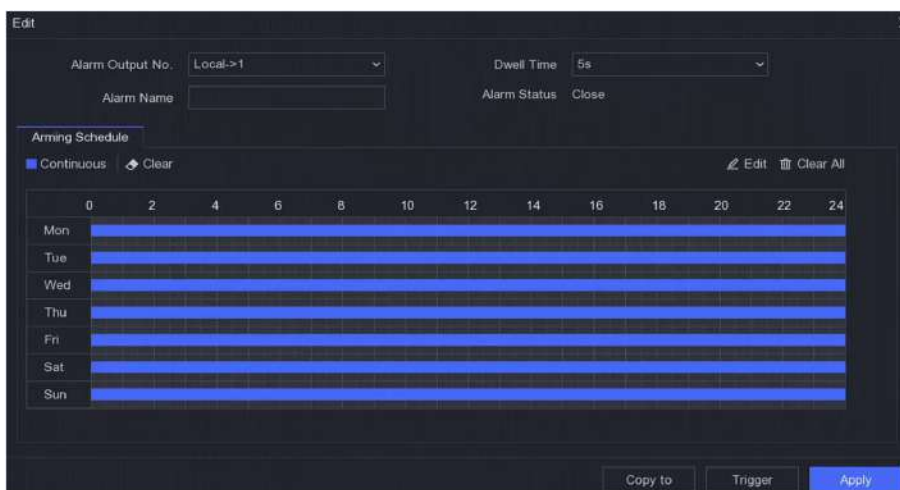 Edit
Alarm Output No. Local->1 Dwell Time 5s
Alarm Name Alarm Status Close
Arming Schedule
Continuous Clear Edit Clear All
0 2 4 6 8 10 12 14 16 18 20 22 24
Mon
Tue
Wed
Thu
Fri
Sat
Sun
Copy to Trigger Apply